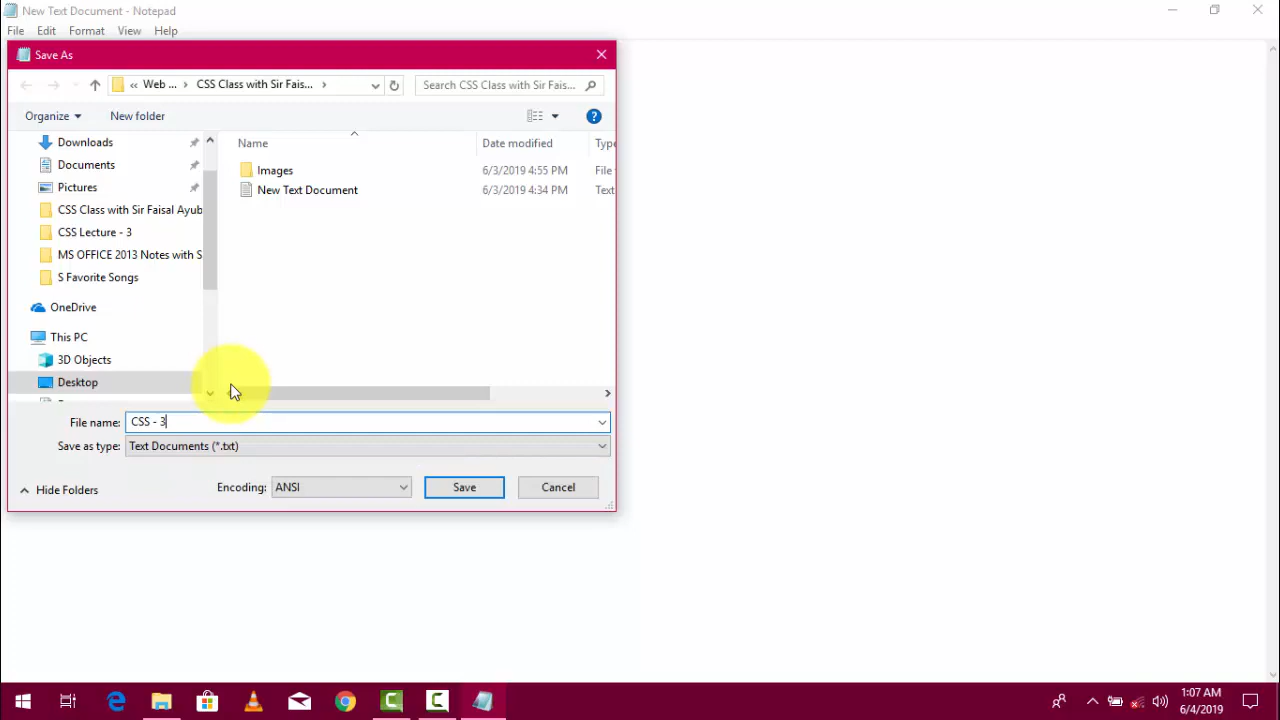 New Text Document - Notepad
File Edit Format View Help
Save As
« Web ... › CSS Class with Sir Fais... ›
Search CSS Class with Sir Fais...
Organize New folder
Downloads
Documents
Pictures
CSS Class with Sir Faisal Ayub
CSS Lecture - 3
MS OFFICE 2013 Notes with S
S Favorite Songs
OneDrive
This PC
3D Objects
Desktop
Name Date modified Type
Images 6/3/2019 4:55 PM File
New Text Document 6/3/2019 4:34 PM Text
File name: CSS - 3
Save as type: Text Documents (*.txt)
Hide Folders Encoding: ANSI Save Cancel
1:07 AM
6/4/2019